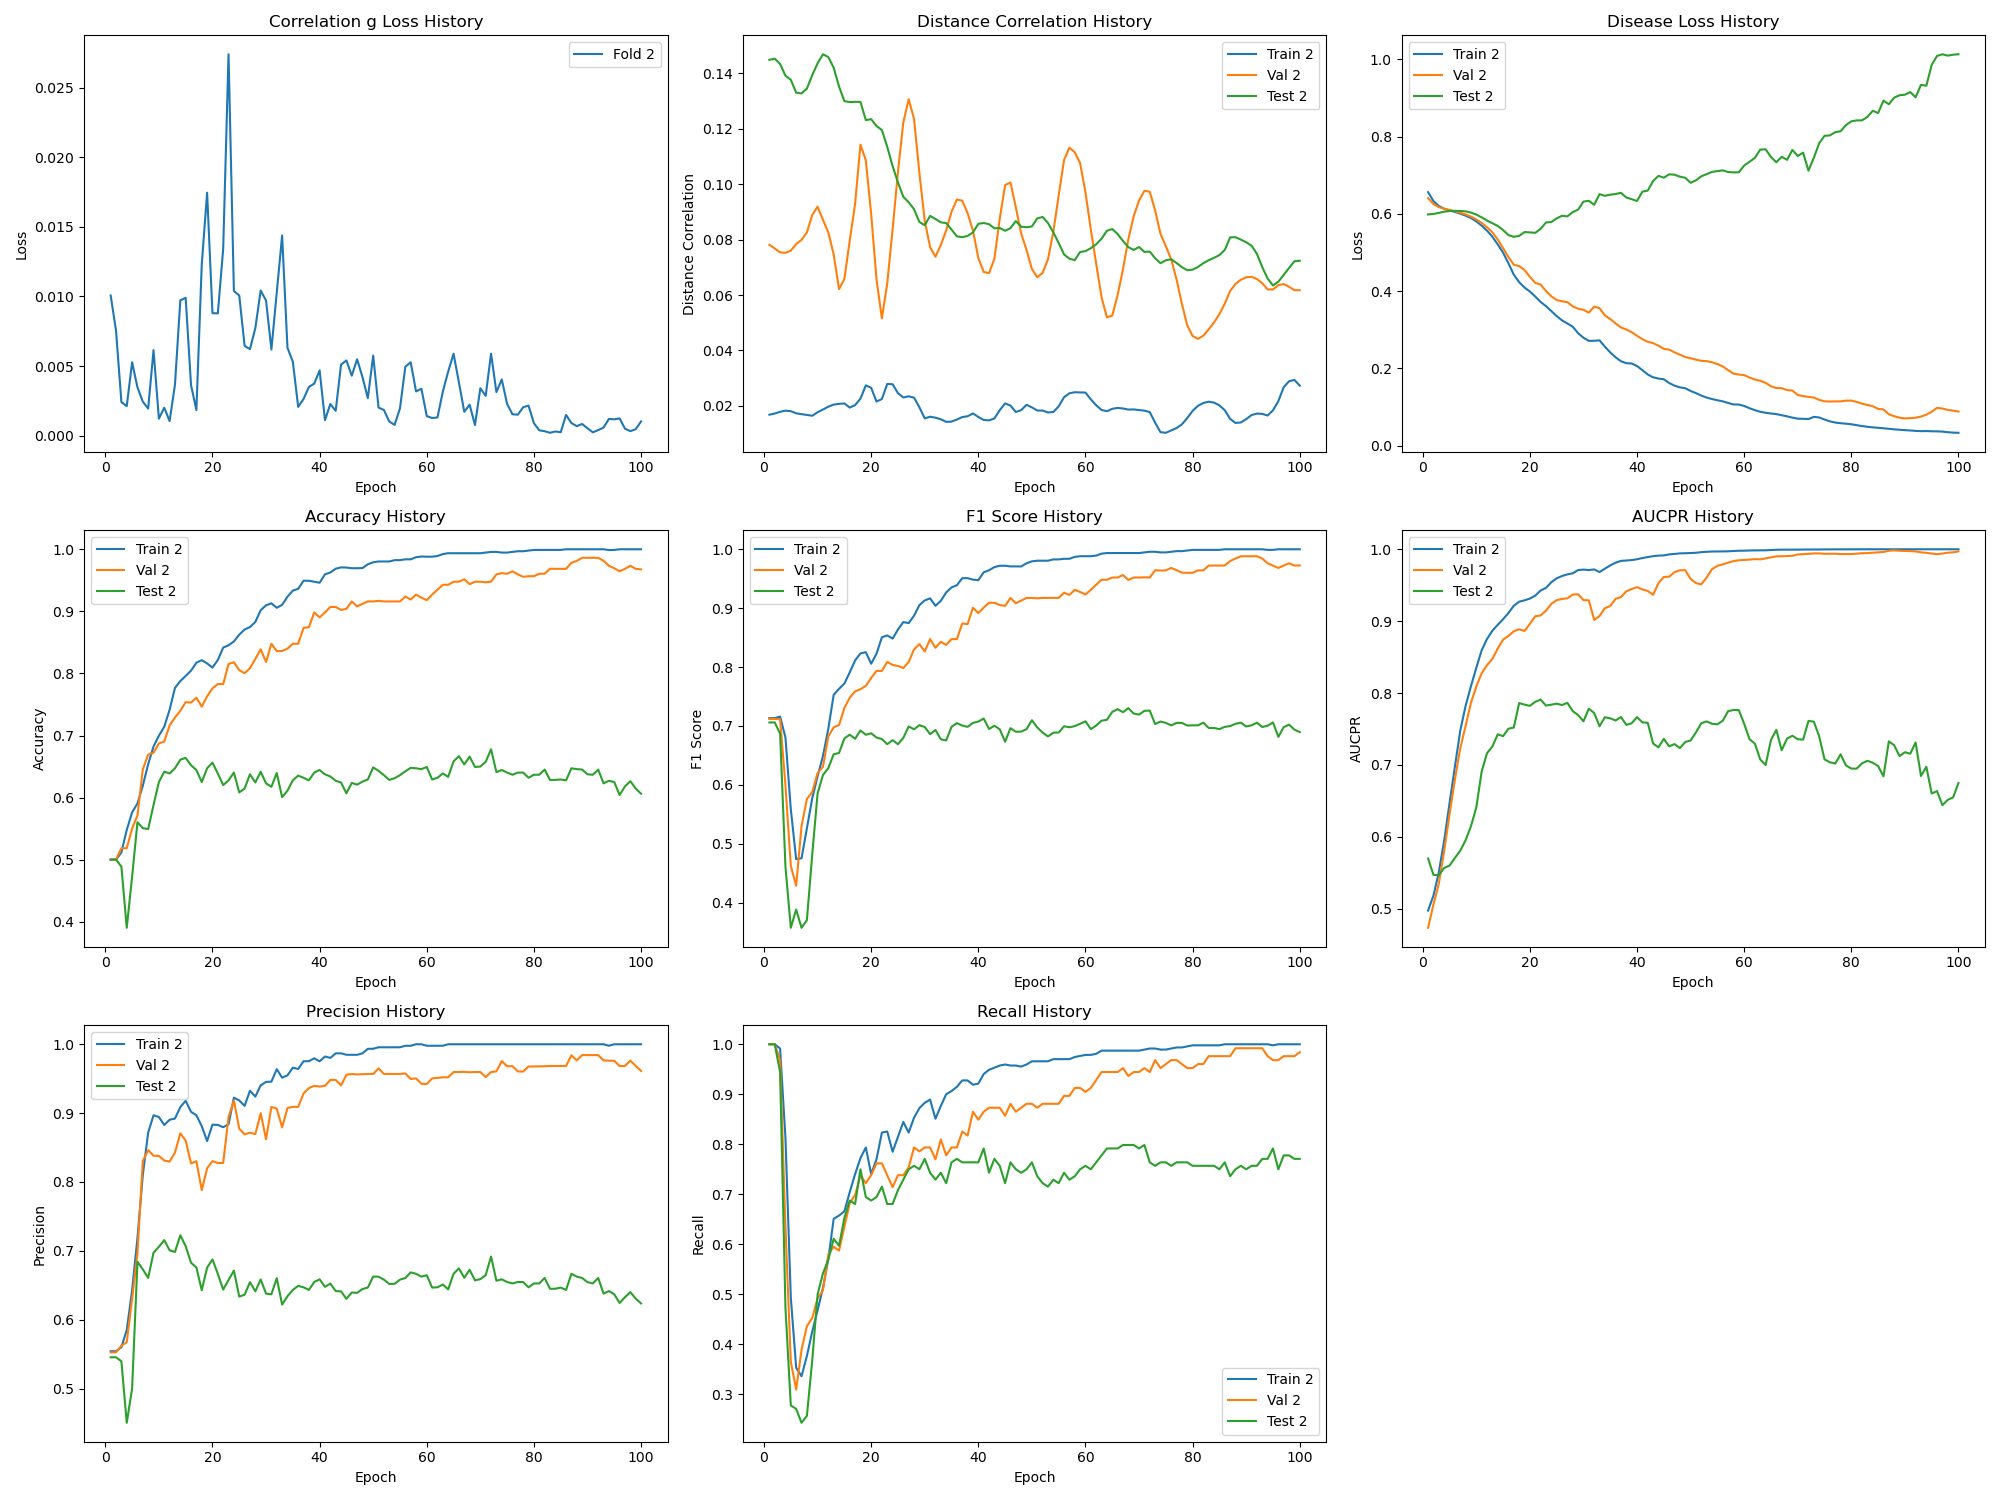 Correlation g Loss History
Loss
0.025
0.020
0.015
0.010
0.005
0.000
0 20 40 60 80 100
Epoch
Fold 2
Distance Correlation History
Distance Correlation
0.14
0.12
0.10
0.08
0.06
0.04
0.02
0 20 40 60 80 100
Epoch
Train 2
Val 2
Test 2
Disease Loss History
Loss
1.0
0.8
0.6
0.4
0.2
0.0
0 20 40 60 80 100
Epoch
Train 2
Val 2
Test 2
Accuracy History
Accuracy
1.0
0.9
0.8
0.7
0.6
0.5
0.4
0 20 40 60 80 100
Epoch
Train 2
Val 2
Test 2
F1 Score History
F1 Score
1.0
0.9
0.8
0.7
0.6
0.5
0.4
0 20 40 60 80 100
Epoch
Train 2
Val 2
Test 2
AUCPR History
AUCPR
1.0
0.9
0.8
0.7
0.6
0.5
0 20 40 60 80 100
Epoch
Train 2
Val 2
Test 2
Precision History
Precision
1.0
0.9
0.8
0.7
0.6
0.5
0 20 40 60 80 100
Epoch
Train 2
Val 2
Test 2
Recall History
Recall
1.0
0.9
0.8
0.7
0.6
0.5
0.4
0.3
0 20 40 60 80 100
Epoch
Train 2
Val 2
Test 2